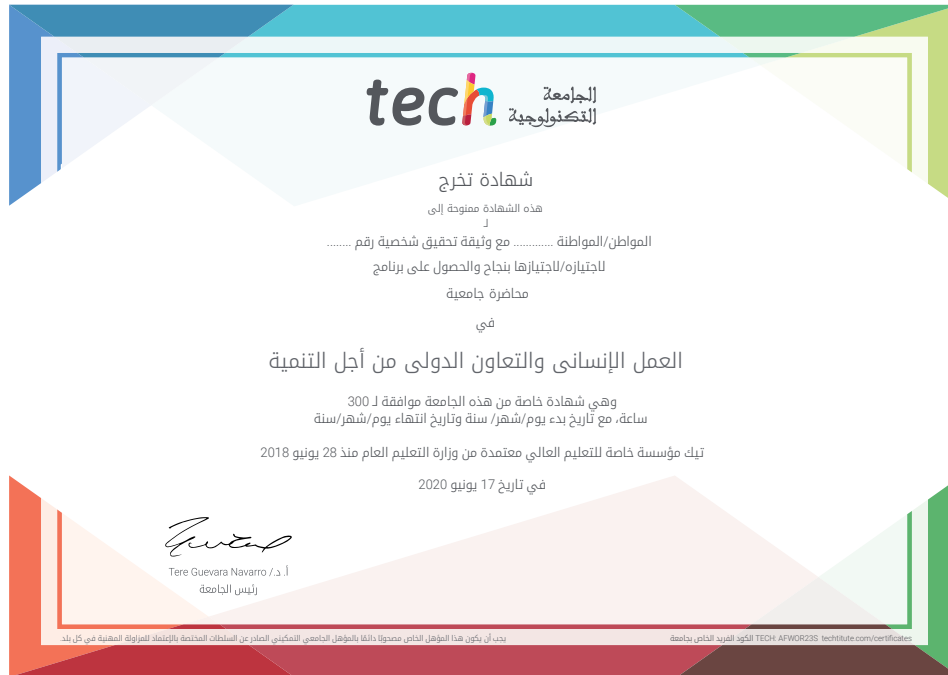 tech الجامعة
التكنولوجية
شهادة تخرج
هذه الشهادة ممنوحة إلى
لـ
المواطن/المواطنة ............ مع وثيقة تحقيق شخصية رقم ........
لاجتيازه/لاجتيازها بنجاح والحصول على برنامج
محاضرة جامعية
في
العمل الإنسانى والتعاون الدولى من أجل التنمية
وهي شهادة خاصة من هذه الجامعة موافقة لـ 300
ساعة، مع تاريخ بدء يوم/شهر/ سنة وتاريخ انتهاء يوم/شهر/سنة
تيك مؤسسة خاصة للتعليم العالي معتمدة من وزارة التعليم العام منذ 28 يونيو 2018
في تاريخ 17 يونيو 2020
أ. د./ Tere Guevara Navarro
رئيس الجامعة
يجب أن يكون هذا المؤهل الخاص مصحوبًا دائمًا بالمؤهل الجامعي التمكيني الصادر عن السلطات المختصة بالإعتماد للمزاولة المهنية في كل بلد.
الكود الفريد الخاص بجامعة TECH: AFWOR23S techtitute.com/certificates